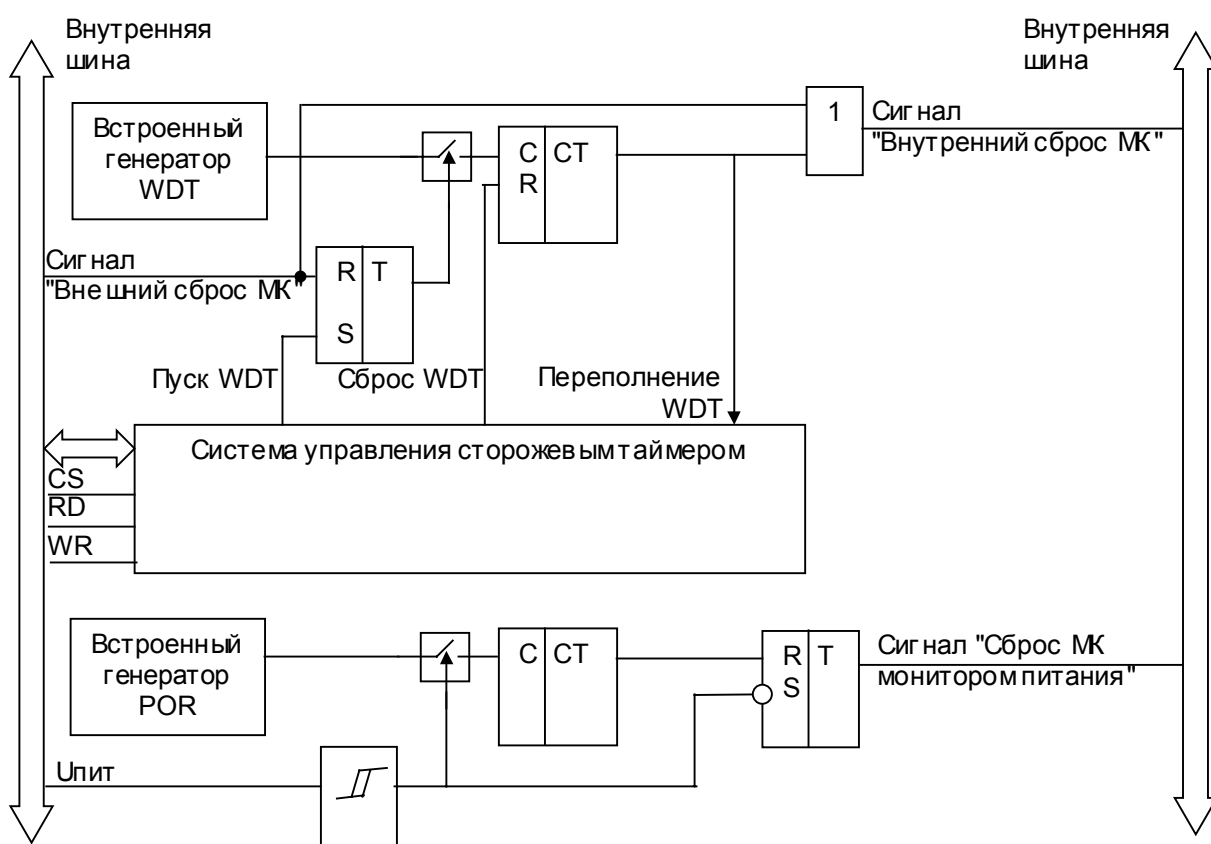 Внутренняя
шина
Внутренняя
шина
Встроенный
генератор
WDT
C CT
R
1
Сигнал
"Внутренний сброс МК"
Сигнал
"Внешний сброс МК"
R T
S
Пуск WDT
Сброс WDT
Переполнение
WDT
Система управления сторожевым таймером
CS
RD
WR
Встроенный
генератор
POR
C CT
R T
S
Сигнал "Сброс МК
монитором питания"
Uпит